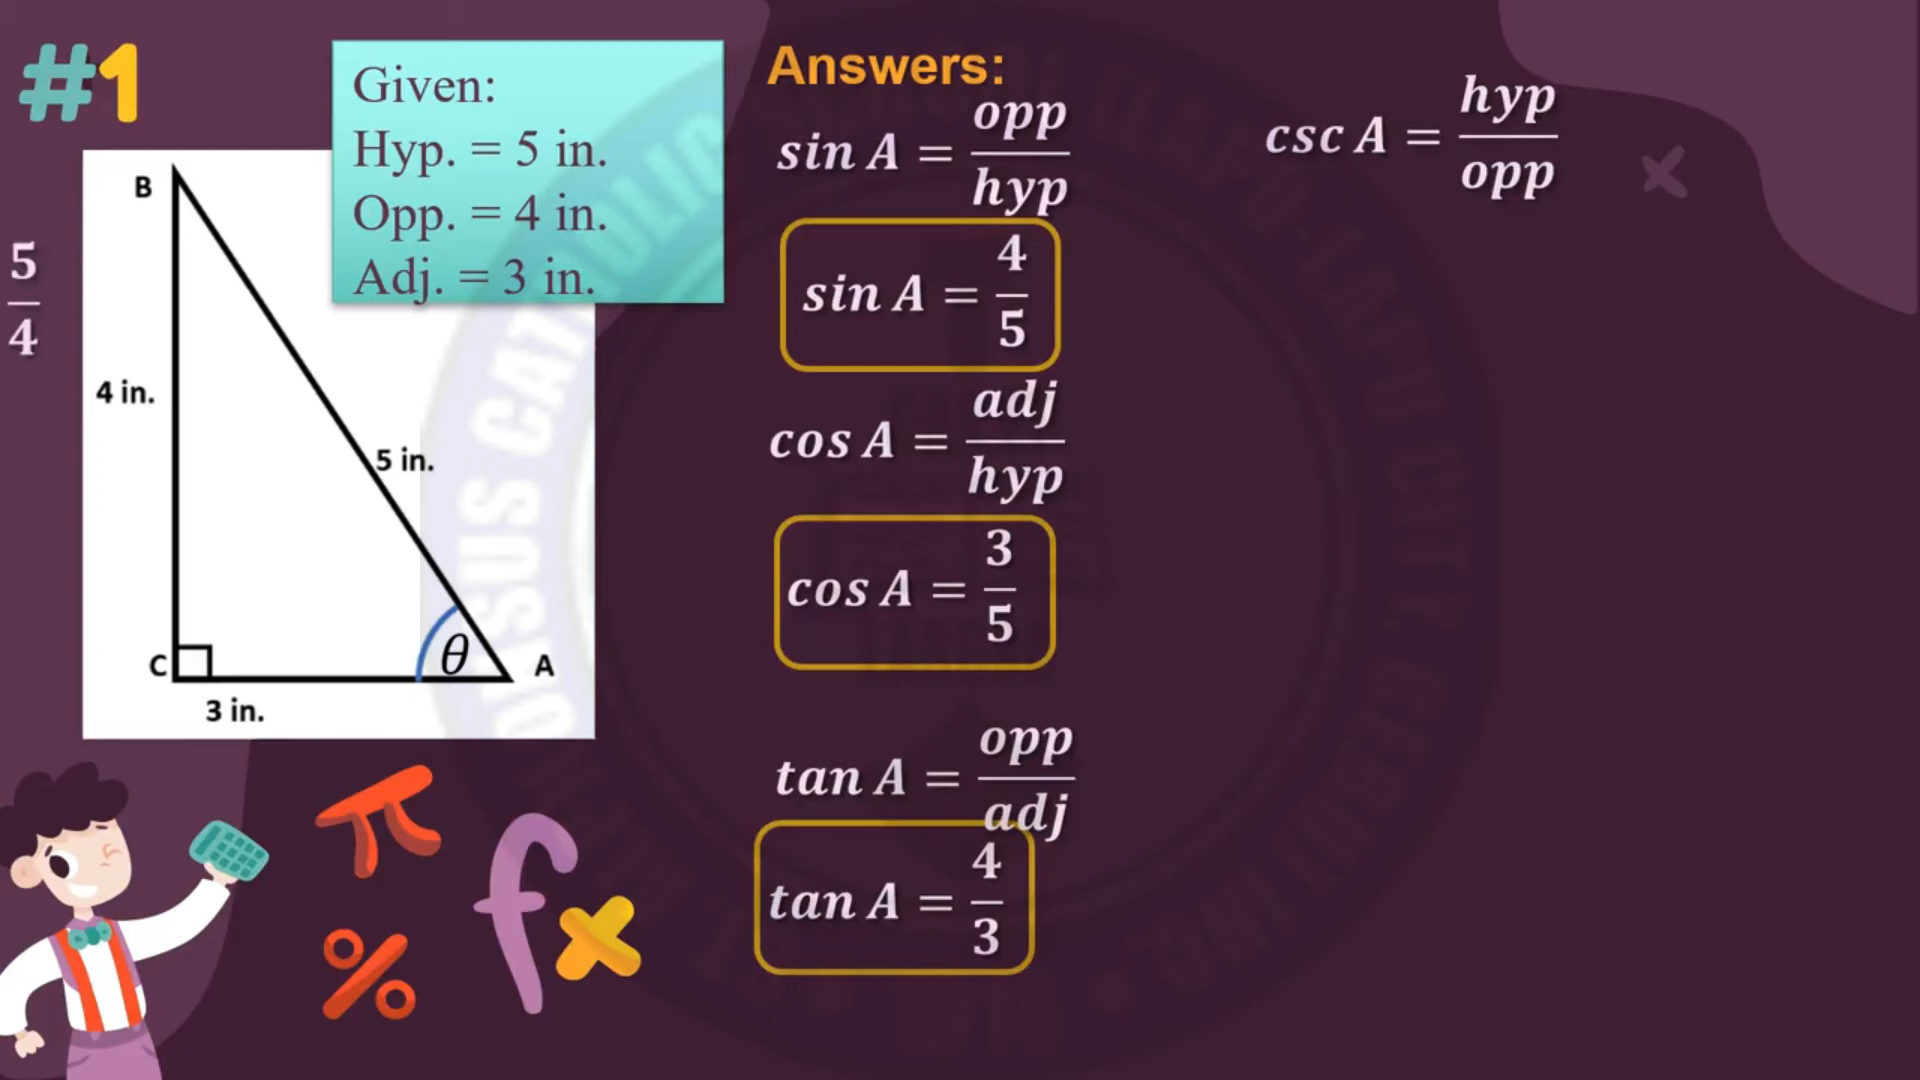 #1
Given:
Hyp. = 5 in.
Opp. = 4 in.
Adj. = 3 in.
B
4 in.
5 in.
C
θ
A
3 in.
5/4
Answers:
sin A = opp/hyp
sin A = 4/5
cos A = adj/hyp
cos A = 3/5
tan A = opp/adj
tan A = 4/3
csc A = hyp/opp
π
%
fx